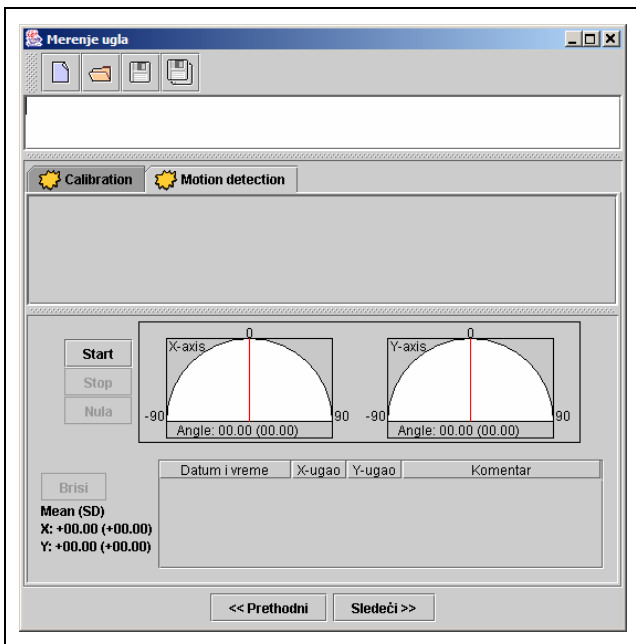 Merenje ugla
Calibration
Motion detection
Start
Stop
Nula
X-axis
0
-90
90
Angle: 00.00 (00.00)
Y-axis
0
-90
90
Angle: 00.00 (00.00)
Brisi
Mean (SD)
X: +00.00 (+00.00)
Y: +00.00 (+00.00)
Datum i vreme X-ugao Y-ugao Komentar
<< Prethodni Sledeći >>